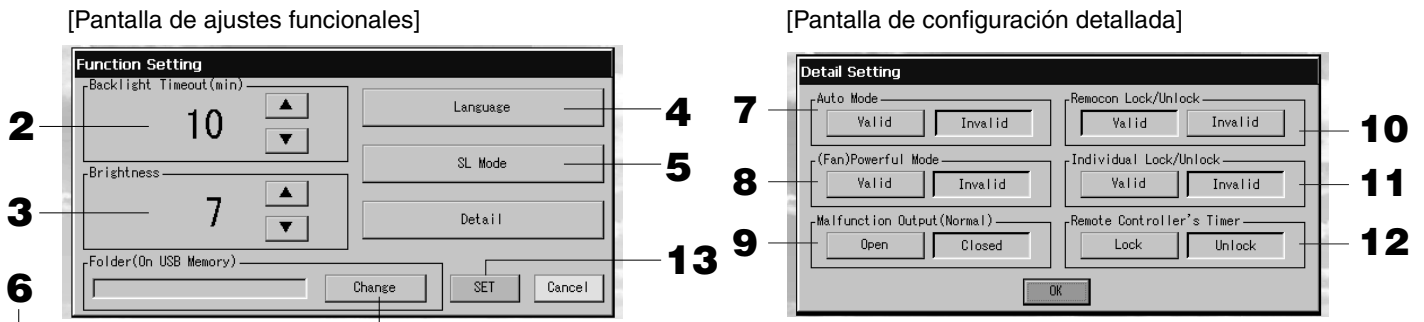 [Pantalla de ajustes funcionales]
Function Setting
Backlight Timeout(min)
2
10
▲
▼
Language
4
SL Mode
5
Brightness
3
7
▲
▼
Detail
Folder(On USB Memory)
6
Change
SET
Cancel
13
[Pantalla de configuración detallada]
Detail Setting
Auto Mode
7
Valid
Invalid
Remocon Lock/Unlock
Valid
Invalid
10
(Fan)Powerful Mode
8
Valid
Invalid
Individual Lock/Unlock
Valid
Invalid
11
Malfunction Output(Normal)
9
Open
Closed
Remote Controller's Timer
Lock
Unlock
12
OK